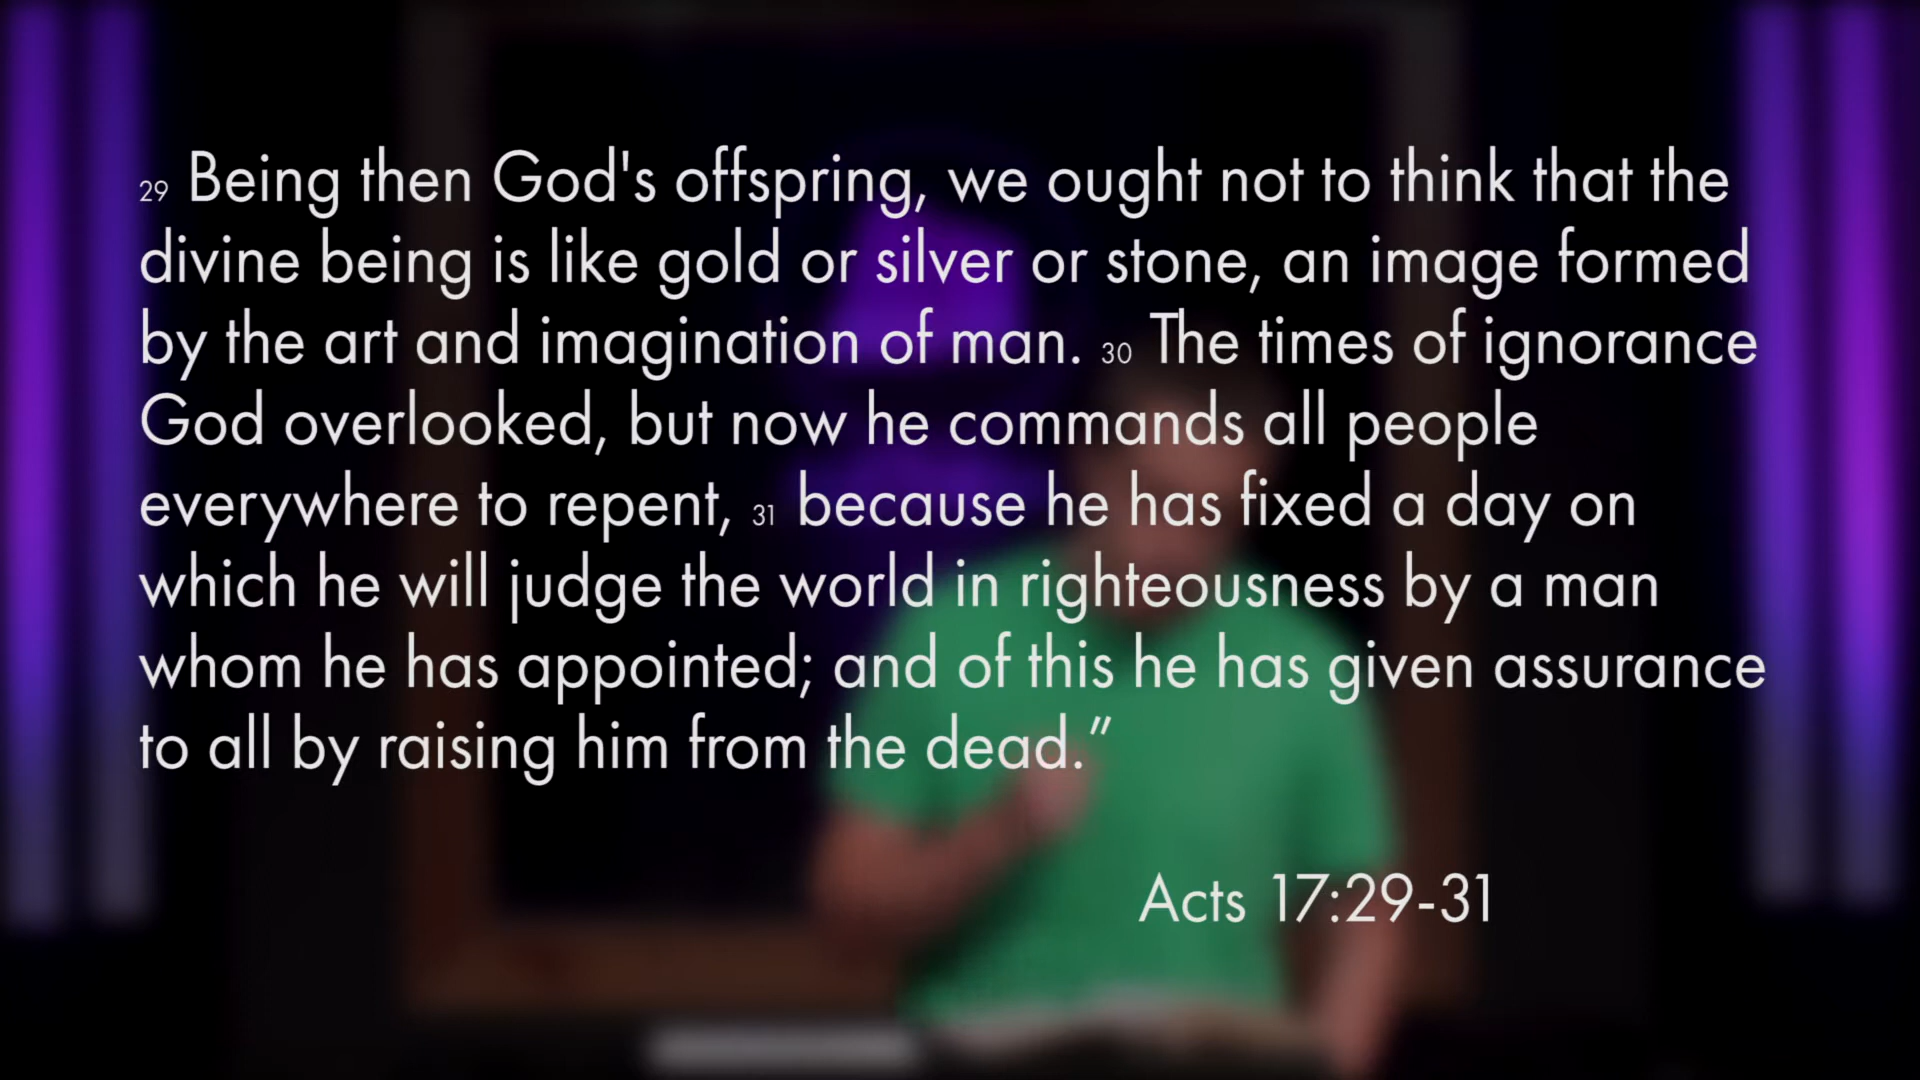 29 Being then God's offspring, we ought not to think that the
divine being is like gold or silver or stone, an image formed
by the art and imagination of man. 30 The times of ignorance
God overlooked, but now he commands all people
everywhere to repent, 31 because he has fixed a day on
which he will judge the world in righteousness by a man
whom he has appointed; and of this he has given assurance
to all by raising him from the dead.”
Acts 17:29-31